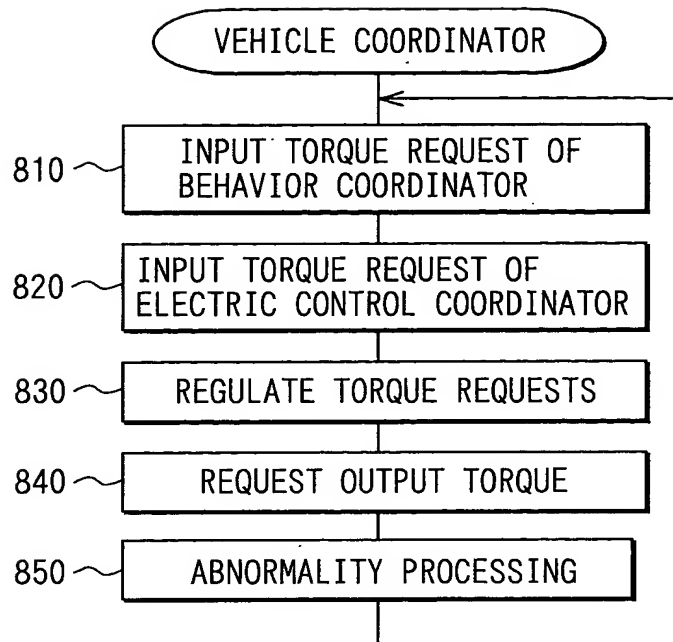 VEHICLE COORDINATOR
810
INPUT TORQUE REQUEST OF
BEHAVIOR COORDINATOR
820
INPUT TORQUE REQUEST OF
ELECTRIC CONTROL COORDINATOR
830
REGULATE TORQUE REQUESTS
840
REQUEST OUTPUT TORQUE
850
ABNORMALITY PROCESSING